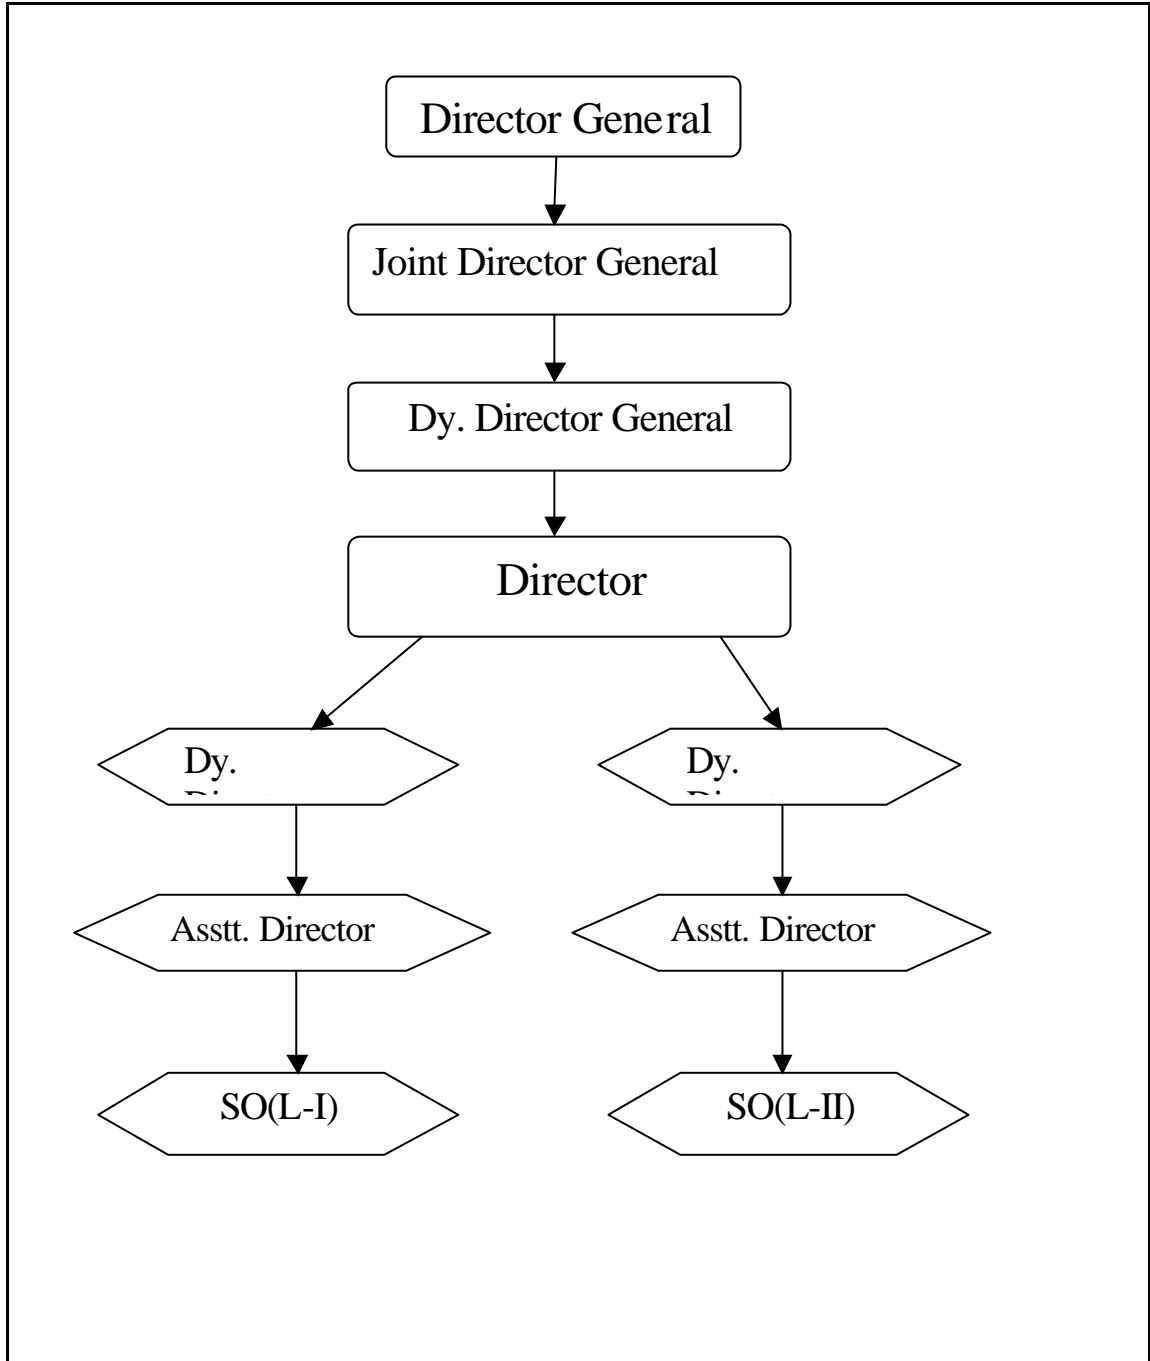 Director General
Joint Director General
Dy. Director General
Director
Dy.
Dy.
Asstt. Director
Asstt. Director
SO(L-I)
SO(L-II)